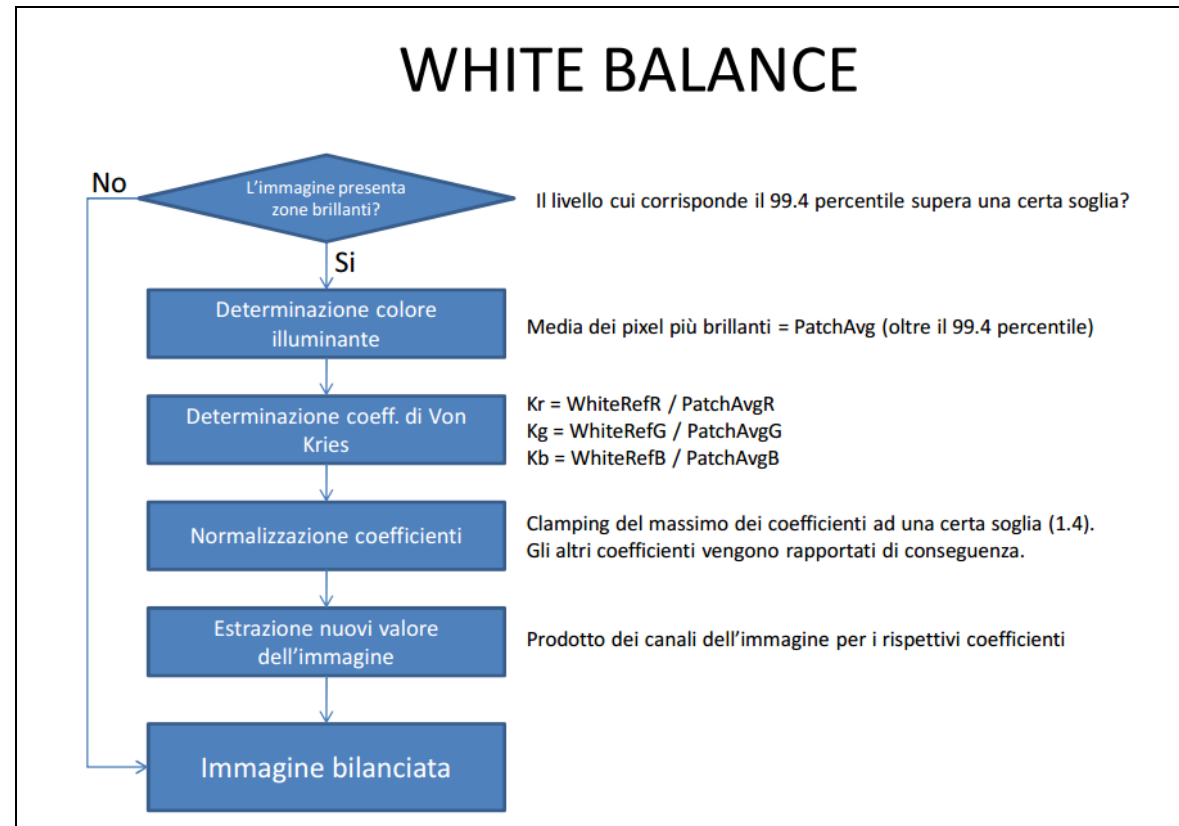 WHITE BALANCE
No
L'immagine presenta
zone brillanti?
Il livello cui corrisponde il 99.4 percentile supera una certa soglia?
Si
Determinazione colore
illuminante
Media dei pixel più brillanti = PatchAvg (oltre il 99.4 percentile)
Determinazione coeff. di Von
Kries
Kr = WhiteRefR / PatchAvgR
Kg = WhiteRefG / PatchAvgG
Kb = WhiteRefB / PatchAvgB
Normalizzazione coefficienti
Clamping del massimo dei coefficienti ad una certa soglia (1.4).
Gli altri coefficienti vengono rapportati di conseguenza.
Estrazione nuovi valore
dell'immagine
Prodotto dei canali dell'immagine per i rispettivi coefficienti
Immagine bilanciata